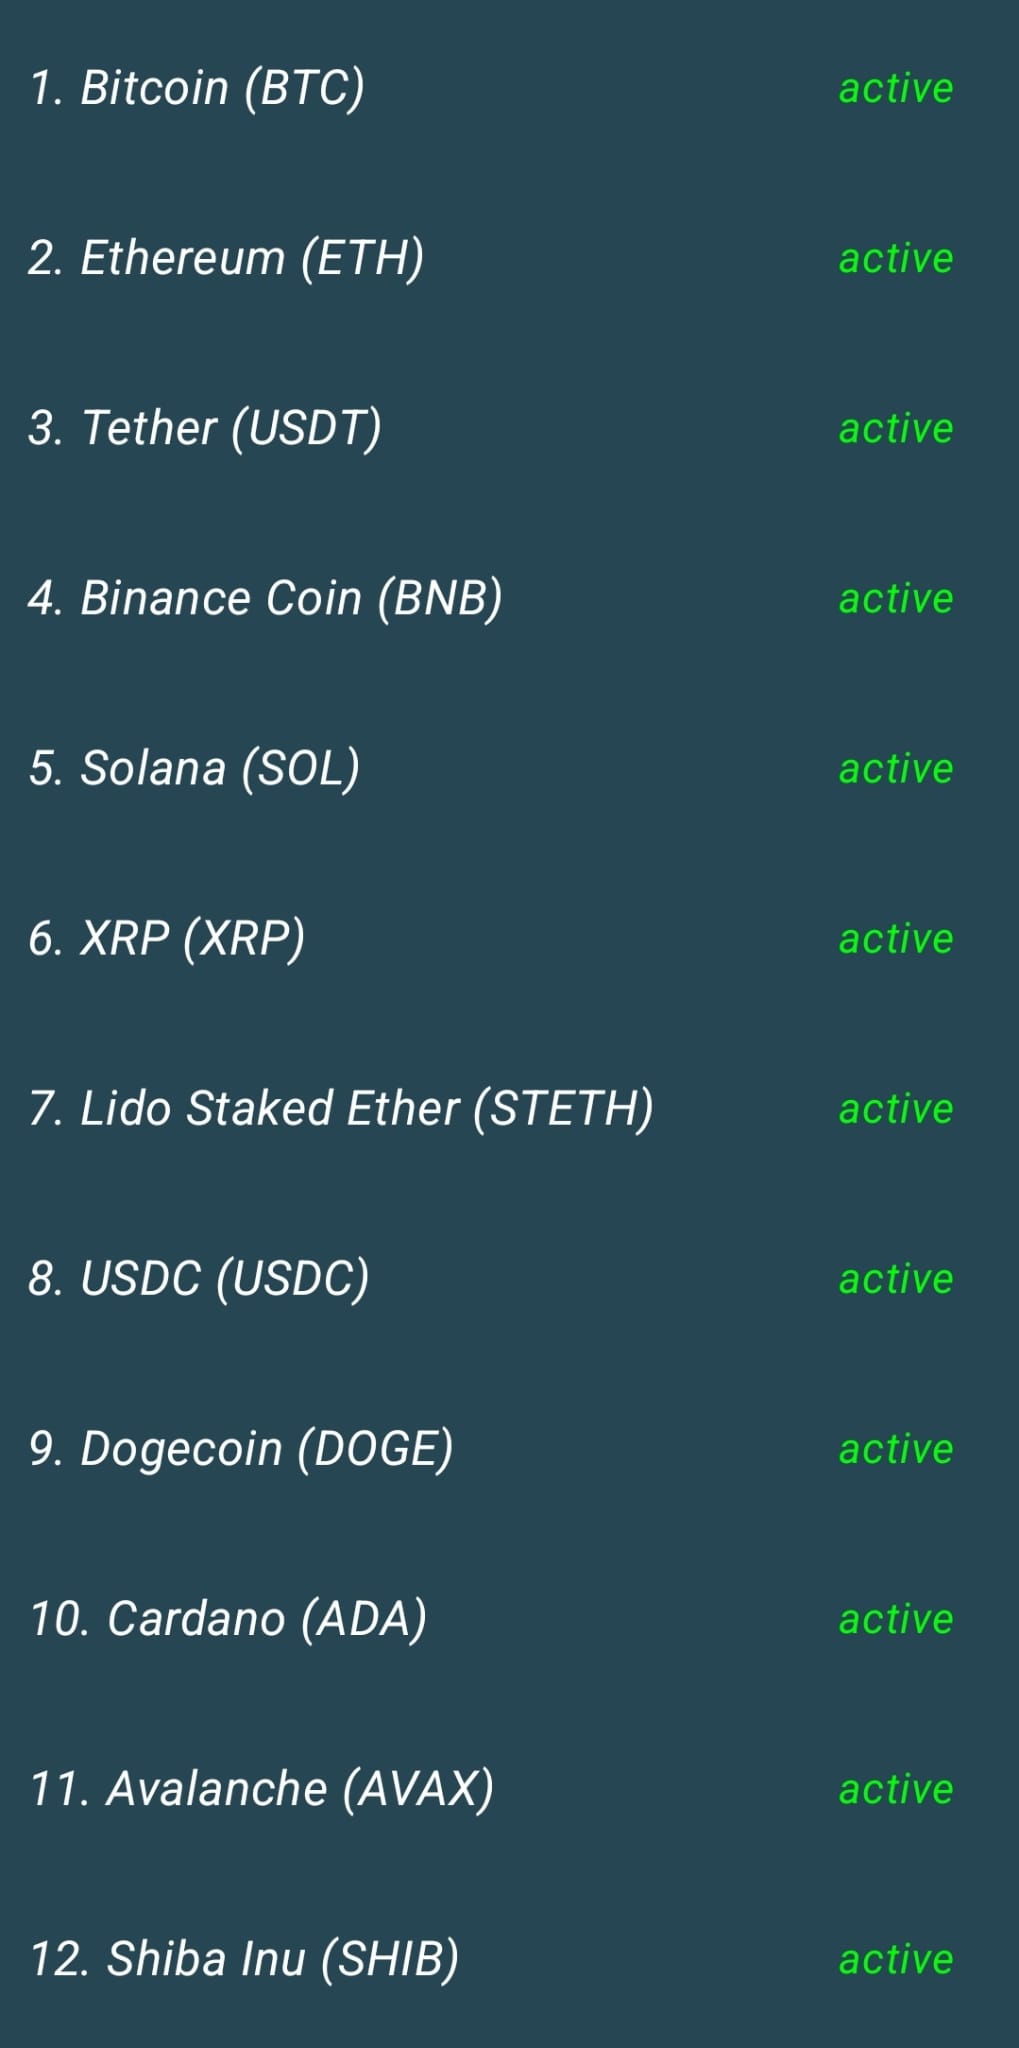 1. Bitcoin (BTC) active
2. Ethereum (ETH) active
3. Tether (USDT) active
4. Binance Coin (BNB) active
5. Solana (SOL) active
6. XRP (XRP) active
7. Lido Staked Ether (STETH) active
8. USDC (USDC) active
9. Dogecoin (DOGE) active
10. Cardano (ADA) active
11. Avalanche (AVAX) active
12. Shiba Inu (SHIB) active